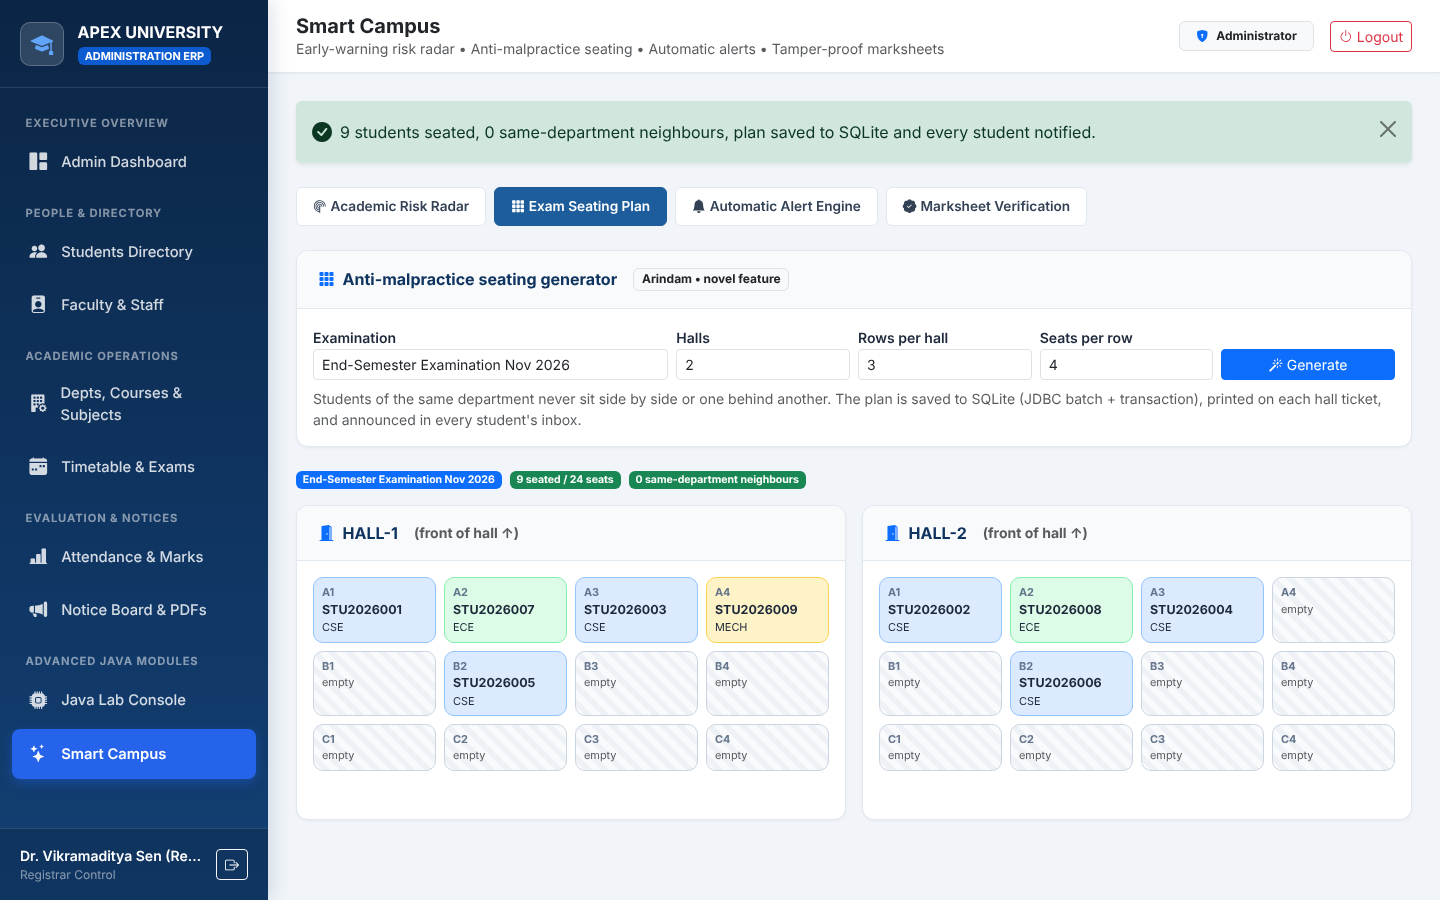 APEX UNIVERSITY
ADMINISTRATION ERP
EXECUTIVE OVERVIEW
Admin Dashboard
PEOPLE & DIRECTORY
Students Directory
Faculty & Staff
ACADEMIC OPERATIONS
Depts, Courses &
Subjects
Timetable & Exams
EVALUATION & NOTICES
Attendance & Marks
Notice Board & PDFs
ADVANCED JAVA MODULES
Java Lab Console
Smart Campus
Dr. Vikramaditya Sen (Re...
Registrar Control
Smart Campus
Early-warning risk radar • Anti-malpractice seating • Automatic alerts • Tamper-proof marksheets
Administrator
Logout
9 students seated, 0 same-department neighbours, plan saved to SQLite and every student notified.
Academic Risk Radar
Exam Seating Plan
Automatic Alert Engine
Marksheet Verification
Anti-malpractice seating generator
Arindam • novel feature
Examination
Halls
Rows per hall
Seats per row
End-Semester Examination Nov 2026
2
3
4
Generate
Students of the same department never sit side by side or one behind another. The plan is saved to SQLite (JDBC batch + transaction), printed on each hall ticket,
and announced in every student's inbox.
End-Semester Examination Nov 2026
9 seated / 24 seats
0 same-department neighbours
HALL-1 (front of hall ↑)
A1
STU2026001
CSE
A2
STU2026007
ECE
A3
STU2026003
CSE
A4
STU2026009
MECH
B1
empty
B2
STU2026005
CSE
B3
empty
B4
empty
C1
empty
C2
empty
C3
empty
C4
empty
HALL-2 (front of hall ↑)
A1
STU2026002
CSE
A2
STU2026008
ECE
A3
STU2026004
CSE
A4
empty
B1
empty
B2
STU2026006
CSE
B3
empty
B4
empty
C1
empty
C2
empty
C3
empty
C4
empty